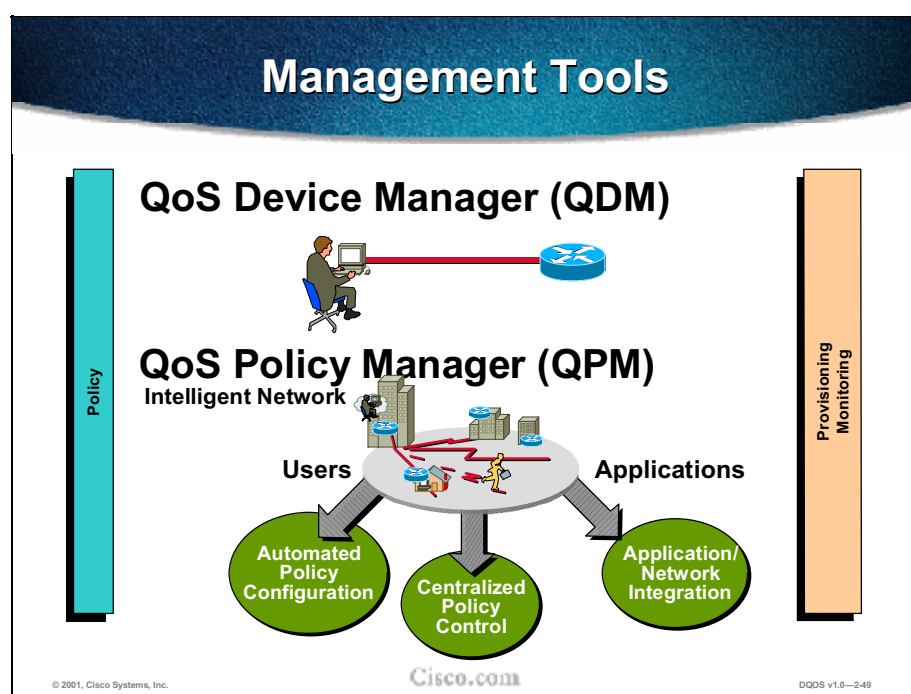 Management Tools
QoS Device Manager (QDM)
Policy
QoS Policy Manager (QPM)
Intelligent Network
Users
Applications
Automated
Policy
Configuration
Centralized
Policy
Control
Application/
Network
Integration
Provisioning
Monitoring
© 2001, Cisco Systems, Inc.
Cisco.com
DQOS v1.0—2-49